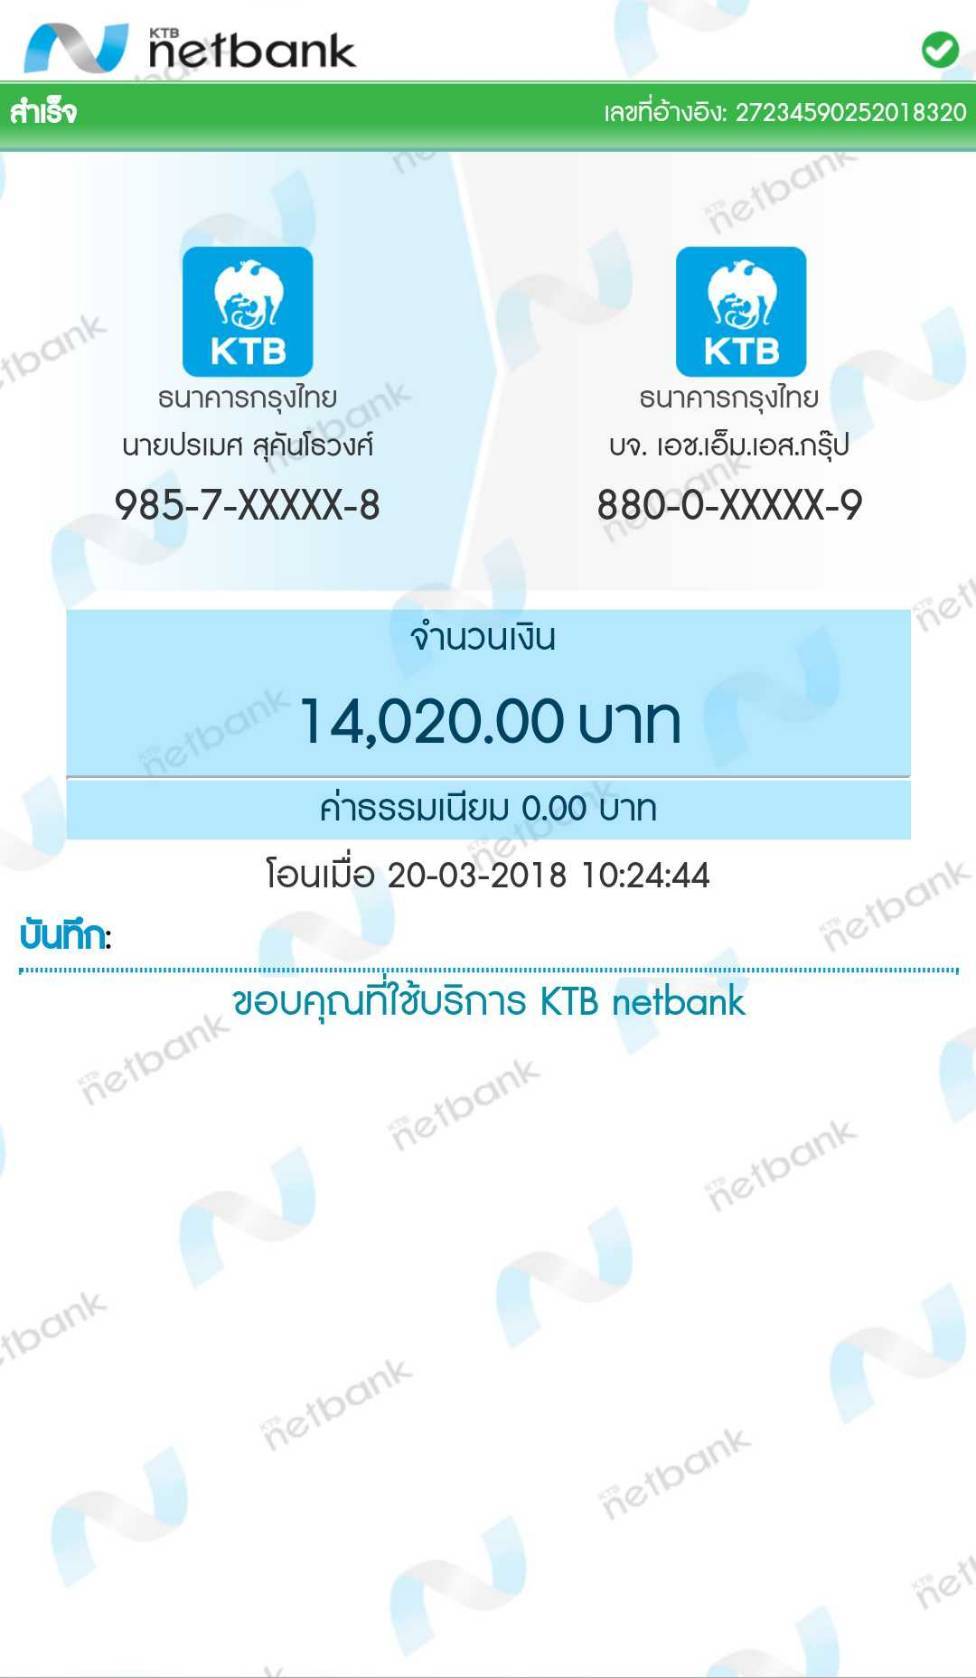 KTB
netbank
สำเร็จ
เลขที่อ้างอิง: 27234590252018320
KTB
KTB
ธนาคารกรุงไทย
ธนาคารกรุงไทย
นายปรเมศ สุคันโธวงศ์
บจ. เอช.เอ็ม.เอส.กรุ๊ป
985-7-XXXXX-8
880-0-XXXXX-9
จำนวนเงิน
14,020.00 บาท
ค่าธรรมเนียม 0.00 บาท
โอนเมื่อ 20-03-2018 10:24:44
บันทึก:
ขอบคุณที่ใช้บริการ KTB netbank